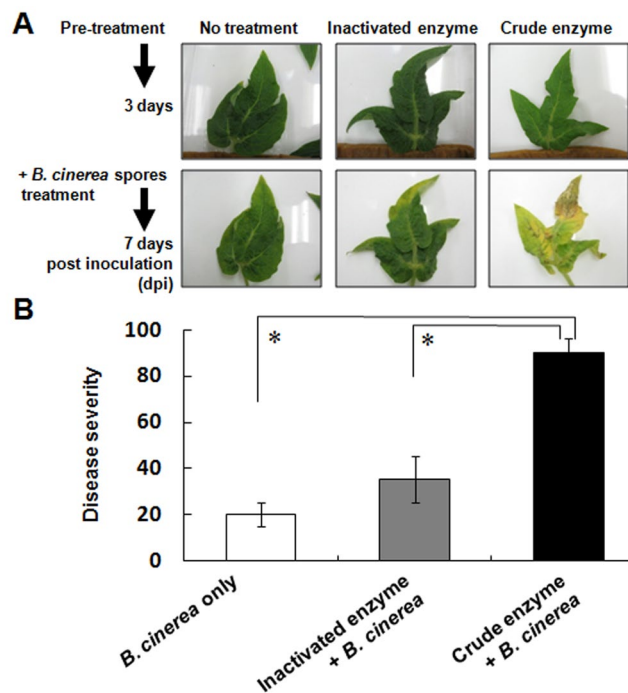 A
Pre-treatment
No treatment
Inactivated enzyme
Crude enzyme
3 days
+ B. cinerea spores
treatment
7 days
post inoculation
(dpi)
B
100
80
60
40
20
0
Disease severity
*
*
B. cinerea only
Inactivated enzyme
+ B. cinerea
Crude enzyme
+ B. cinerea